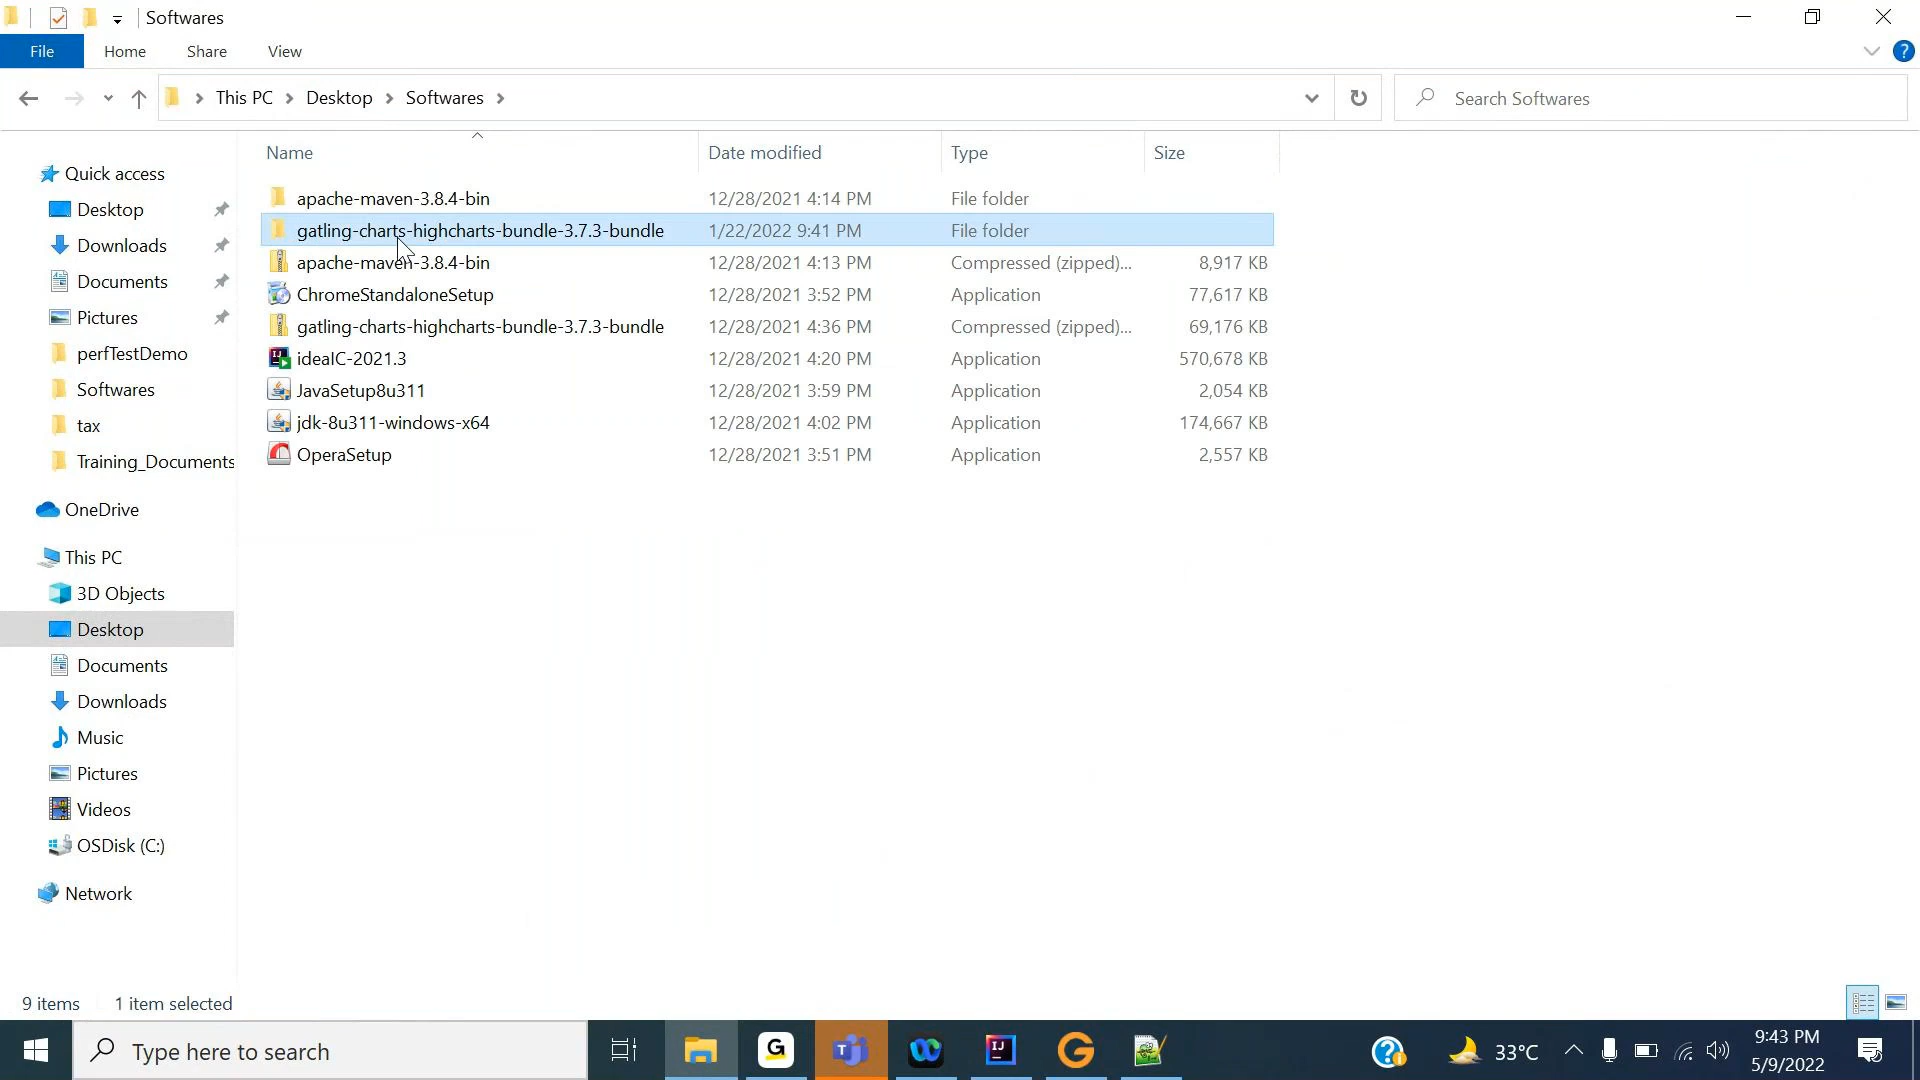 Softwares
File Home Share View
This PC Desktop Softwares
Search Softwares
Name Date modified Type Size
Quick access
Desktop
Downloads
Documents
Pictures
perfTestDemo
Softwares
tax
Training_Documents
OneDrive
This PC
3D Objects
Desktop
Documents
Downloads
Music
Pictures
Videos
OSDisk (C:)
Network
apache-maven-3.8.4-bin 12/28/2021 4:14 PM File folder
gatling-charts-highcharts-bundle-3.7.3-bundle 1/22/2022 9:41 PM File folder
apache-maven-3.8.4-bin 12/28/2021 4:13 PM Compressed (zipped)... 8,917 KB
ChromeStandaloneSetup 12/28/2021 3:52 PM Application 77,617 KB
gatling-charts-highcharts-bundle-3.7.3-bundle 12/28/2021 4:36 PM Compressed (zipped)... 69,176 KB
ideaIC-2021.3 12/28/2021 4:20 PM Application 570,678 KB
JavaSetup8u311 12/28/2021 3:59 PM Application 2,054 KB
jdk-8u311-windows-x64 12/28/2021 4:02 PM Application 174,667 KB
OperaSetup 12/28/2021 3:51 PM Application 2,557 KB
9 items 1 item selected
Type here to search
33°C
9:43 PM
5/9/2022